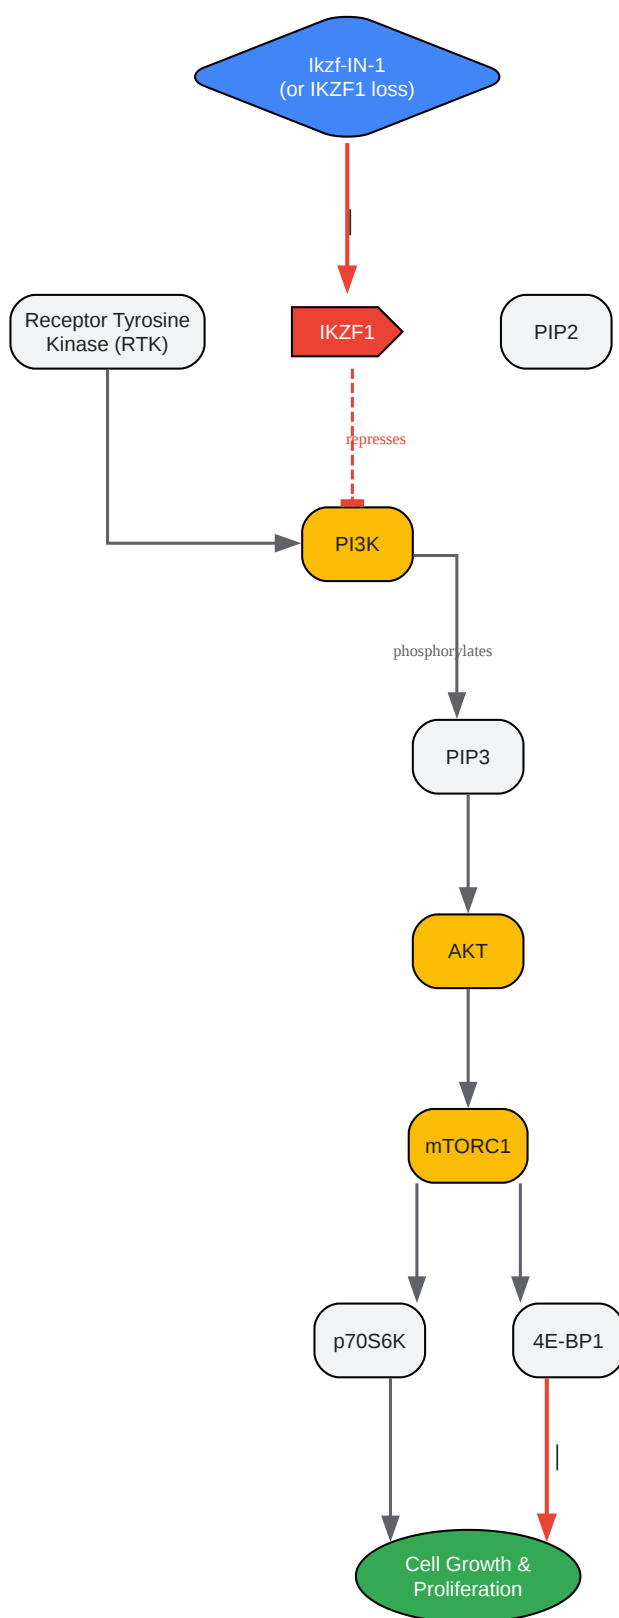 Ikzf-IN-1
(or IKZF1 loss)
|
Receptor Tyrosine
Kinase (RTK)
IKZF1
PIP2
represses
PI3K
phosphorylates
PIP3
AKT
mTORC1
p70S6K
4E-BP1
|
Cell Growth &
Proliferation